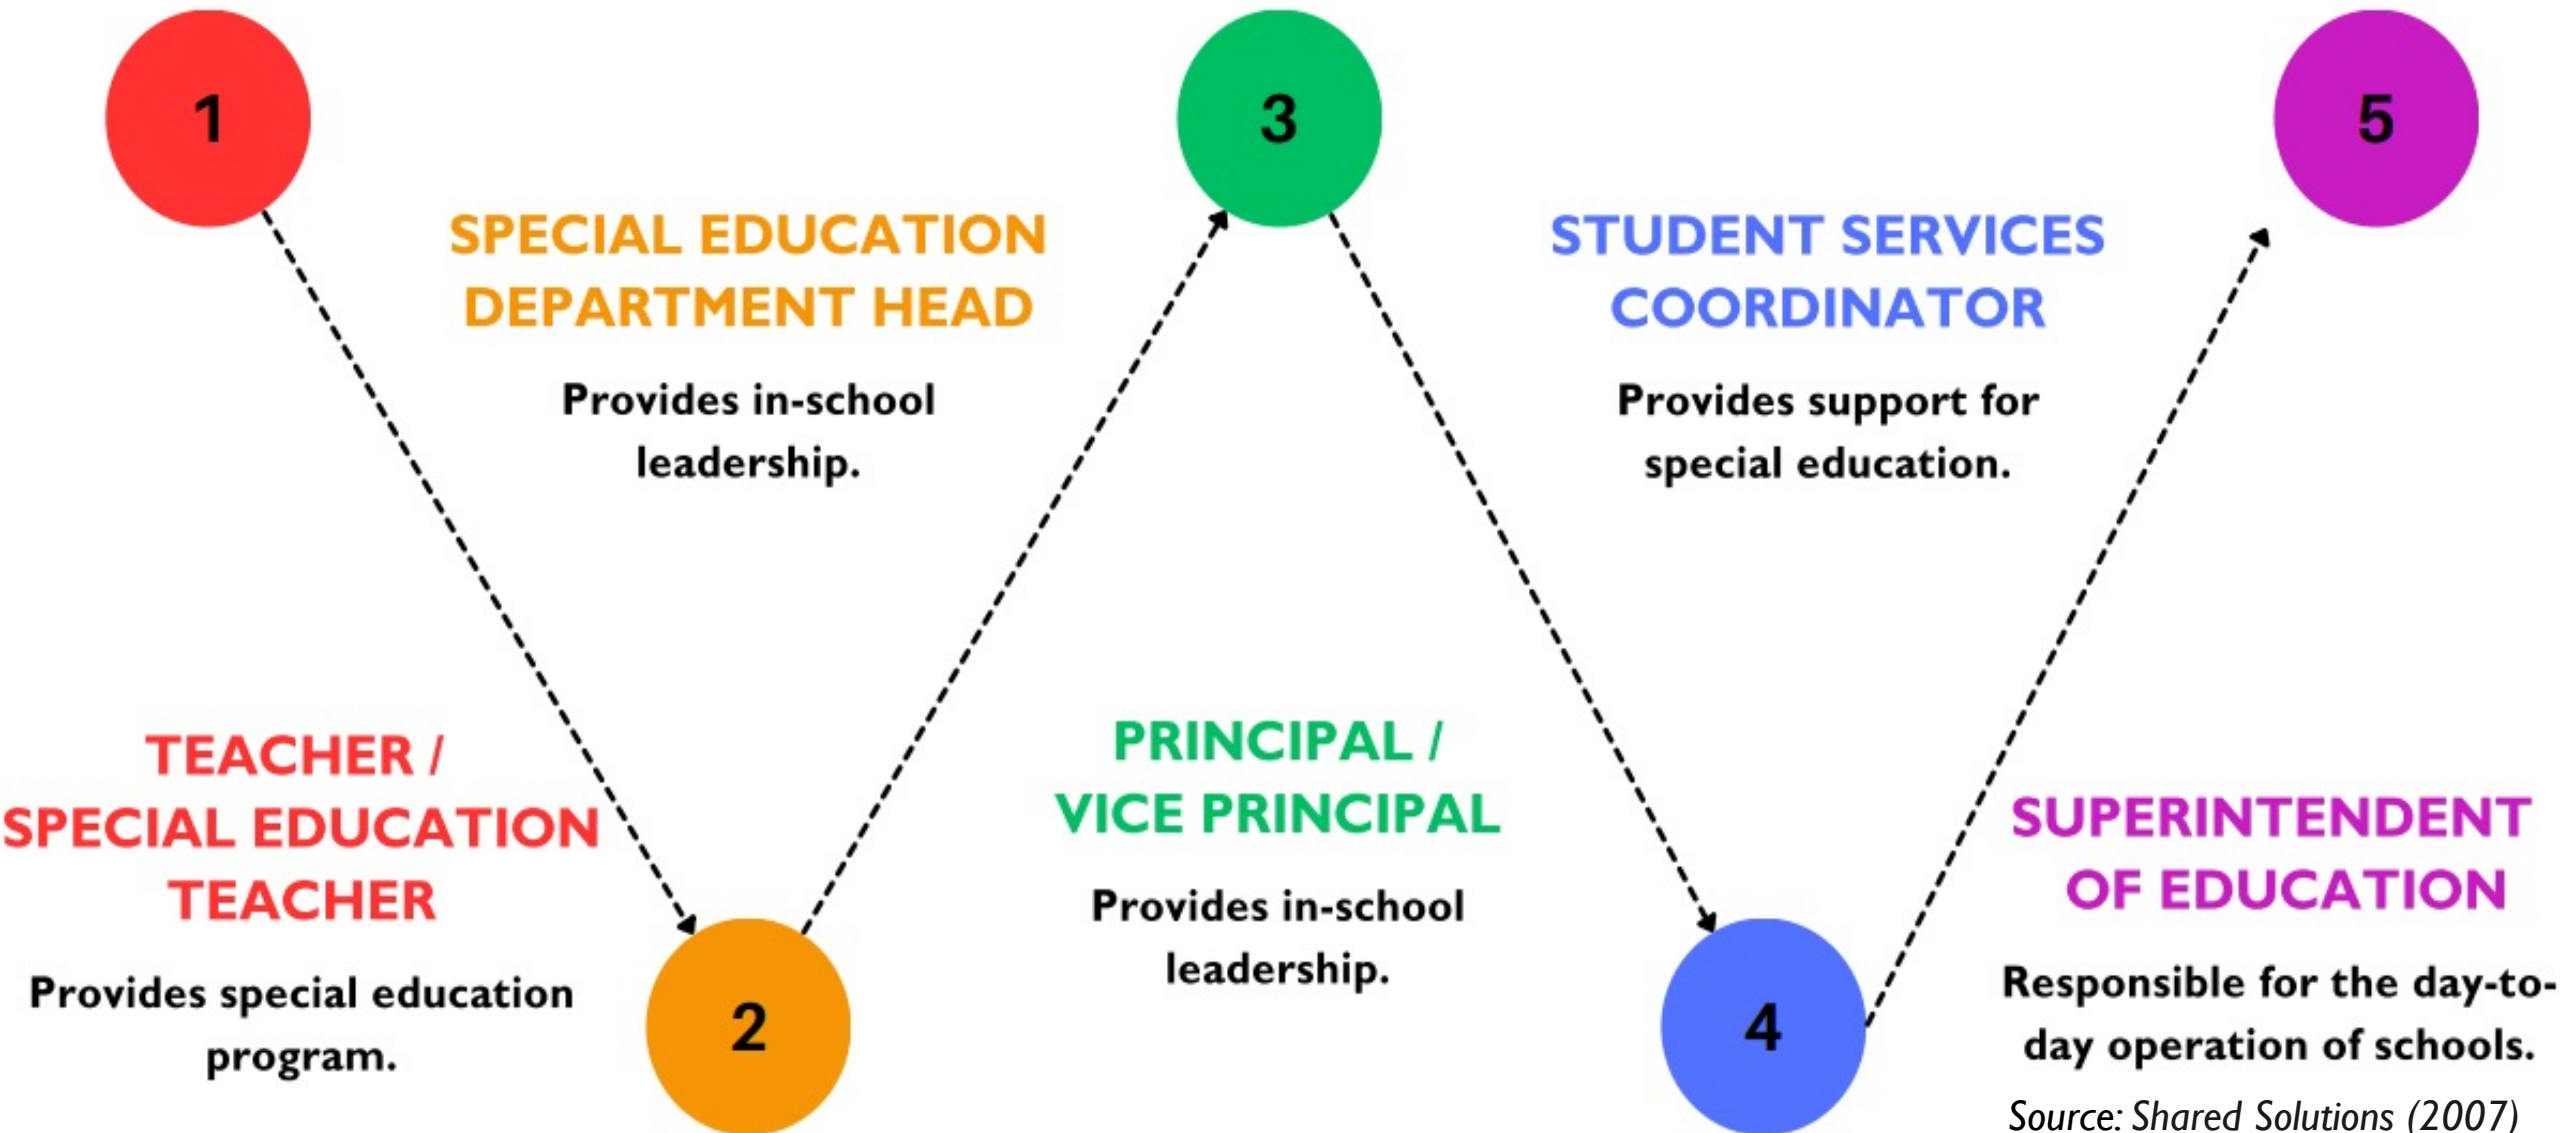 1
TEACHER /
SPECIAL EDUCATION
TEACHER
Provides special education
program.
2
SPECIAL EDUCATION
DEPARTMENT HEAD
Provides in-school
leadership.
3
PRINCIPAL /
VICE PRINCIPAL
Provides in-school
leadership.
4
STUDENT SERVICES
COORDINATOR
Provides support for
special education.
5
SUPERINTENDENT
OF EDUCATION
Responsible for the day-to-
day operation of schools.
Source: Shared Solutions (2007)